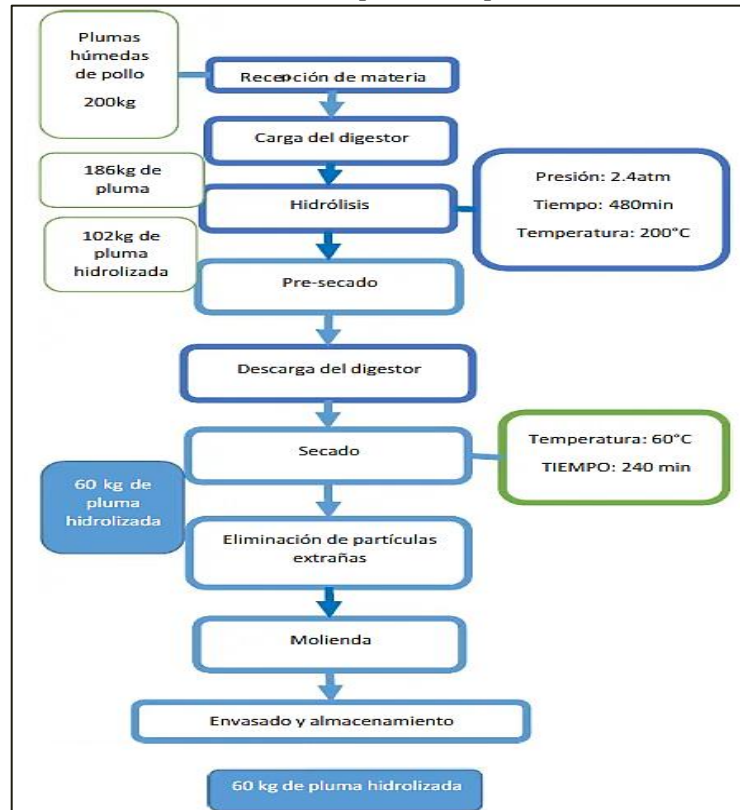 Plumas
húmedas
de pollo
200kg
Recepción de materia
Carga del digestor
186kg de
pluma
Hidrólisis
Presión: 2.4atm
Tiempo: 480min
Temperatura: 200°C
102kg de
pluma
hidrolizada
Pre-secado
Descarga del digestor
Secado
Temperatura: 60°C
TIEMPO: 240 min
60 kg de
pluma
hidrolizada
Eliminación de partículas
extrañas
Molienda
Envasado y almacenamiento
60 kg de pluma hidrolizada